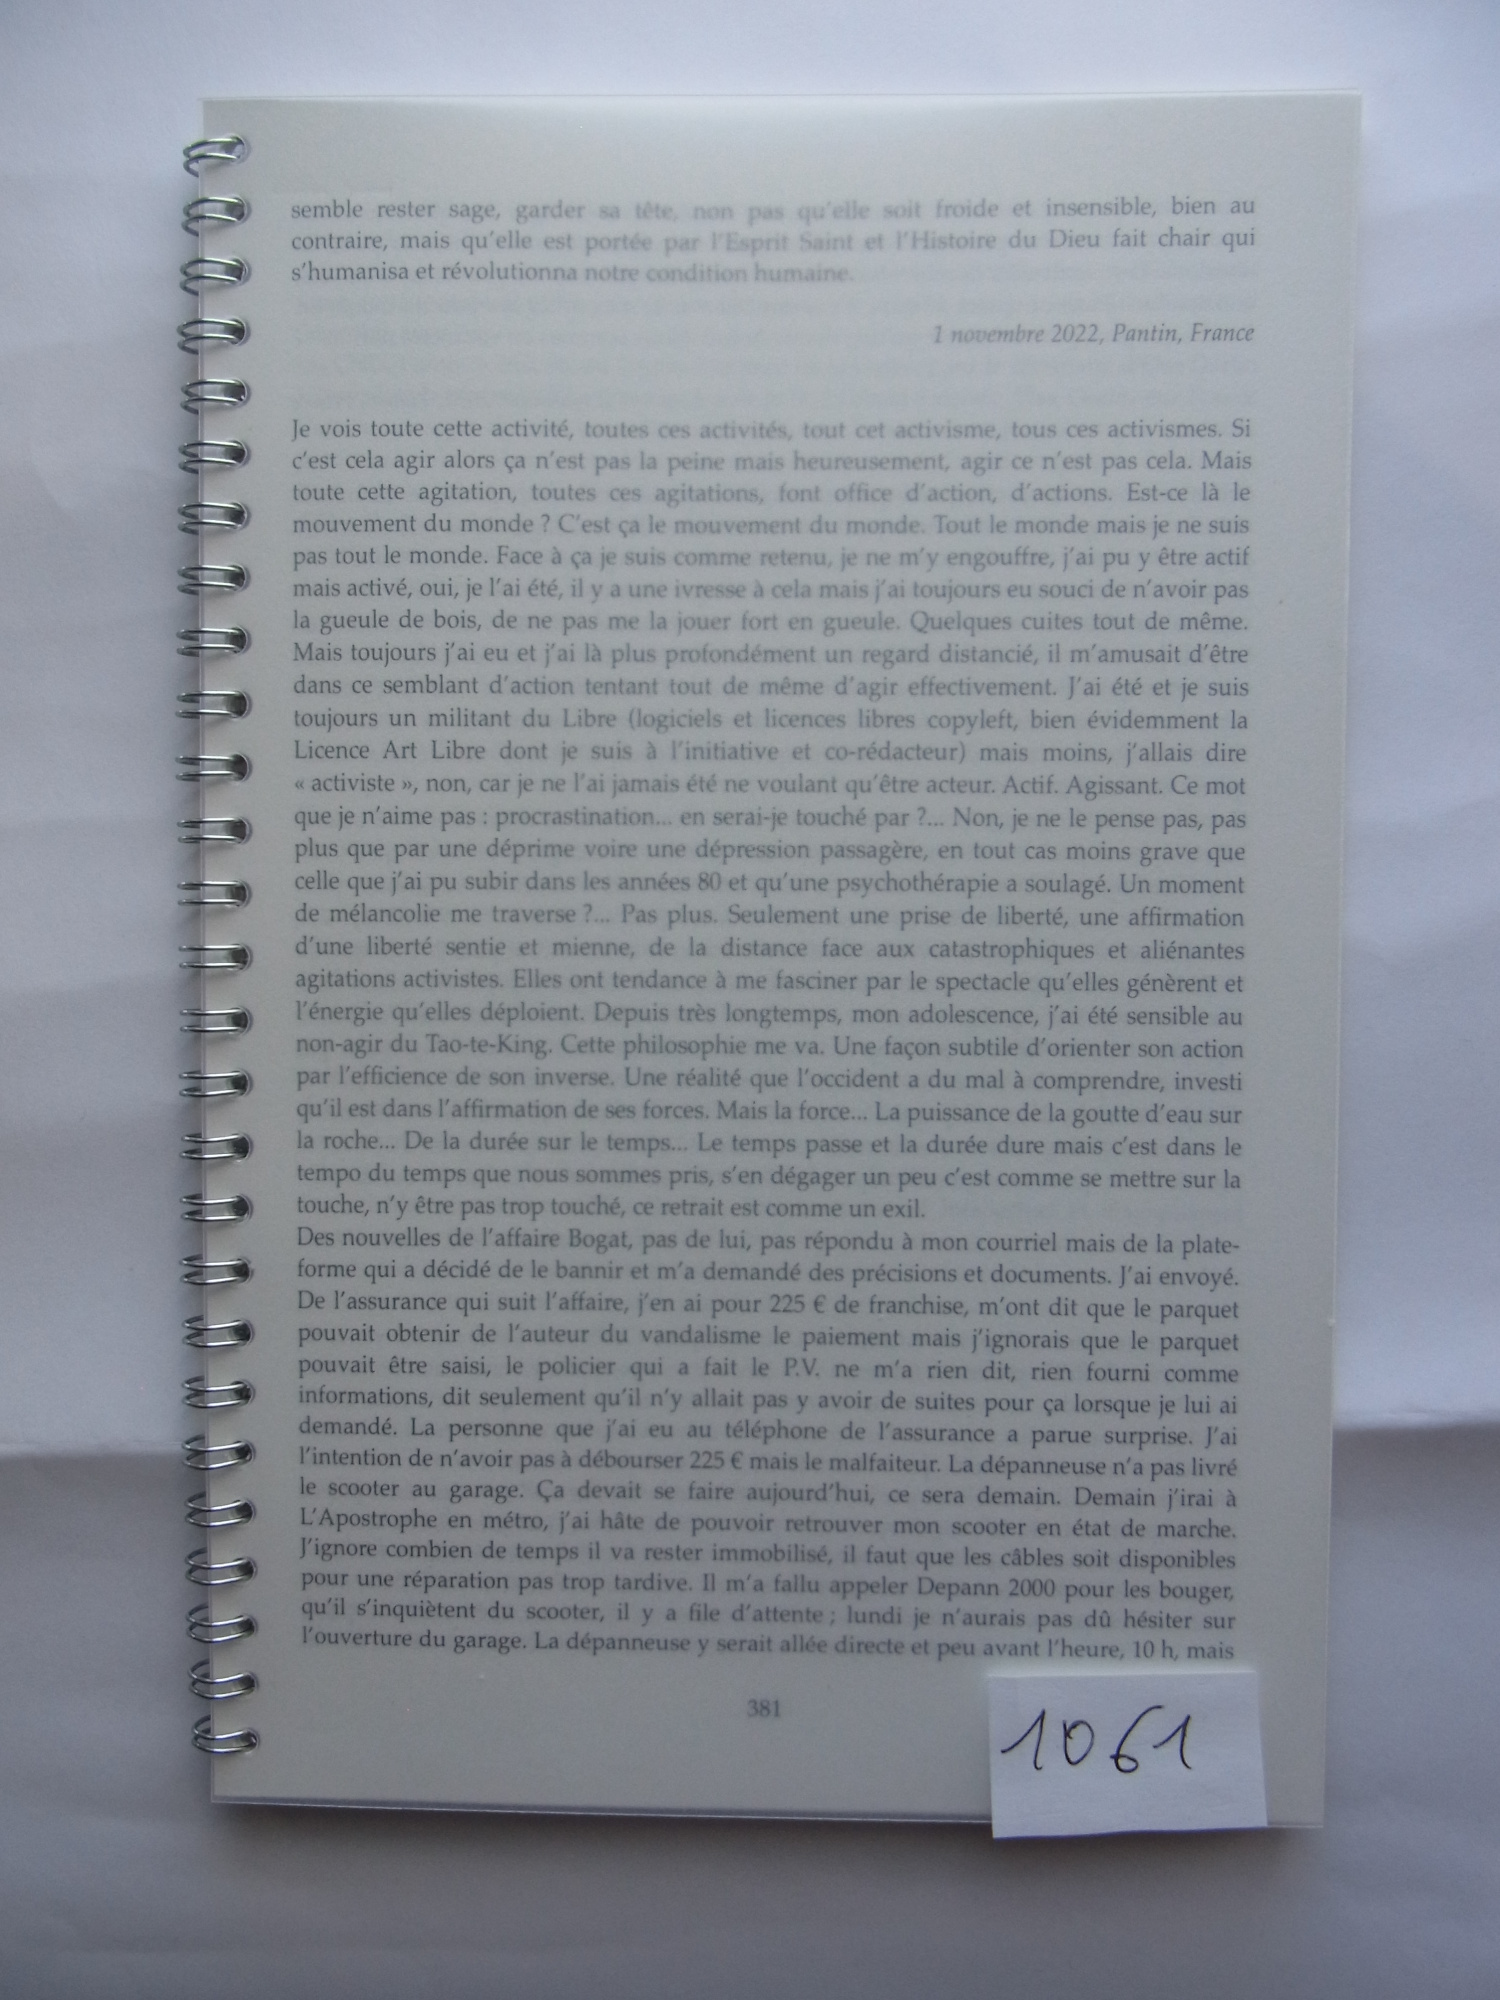 semble rester sage, garder sa tête, non pas qu'elle soit froide et insensible, bien au
contraire, mais qu'elle est portée par l'Esprit Saint et l'Histoire du Dieu fait chair qui
s'humanisa et révolutionna notre condition humaine.
1 novembre 2022, Pantin, France
Je vois toute cette activité, toutes ces activités, tout cet activisme, tous ces activismes. Si
c'est cela agir alors ça n'est pas la peine mais heureusement, agir ce n'est pas cela. Mais
toute cette agitation, toutes ces agitations, font office d'action, d'actions. Est-ce là le
mouvement du monde ? C'est ça le mouvement du monde. Tout le monde mais je ne suis
pas tout le monde. Face à ça je suis comme retenu, je ne m'y engouffre, j'ai pu y être actif
mais activé, oui, je l'ai été, il y a une ivresse à cela mais j'ai toujours eu souci de n'avoir pas
la gueule de bois, de ne pas me la jouer fort en gueule. Quelques cuites tout de même.
Mais toujours j'ai eu et j'ai là plus profondément un regard distancié, il m'amusait d'être
dans ce semblant d'action tentant tout de même d'agir effectivement. J'ai été et je suis
toujours un militant du Libre (logiciels et licences libres copyleft, bien évidemment la
Licence Art Libre dont je suis à l'initiative et co-rédacteur) mais moins, j'allais dire
« activiste », non, car je ne l'ai jamais été ne voulant qu'être acteur. Actif. Agissant. Ce mot
que je n'aime pas : procrastination... en serai-je touché par ?... Non, je ne le pense pas, pas
plus que par une déprime voire une dépression passagère, en tout cas moins grave que
celle que j'ai pu subir dans les années 80 et qu'une psychothérapie a soulagé. Un moment
de mélancolie me traverse ?... Pas plus. Seulement une prise de liberté, une affirmation
d'une liberté sentie et mienne, de la distance face aux catastrophiques et aliénantes
agitations activistes. Elles ont tendance à me fasciner par le spectacle qu'elles génèrent et
l'énergie qu'elles déploient. Depuis très longtemps, mon adolescence, j'ai été sensible au
non-agir du Tao-te-King. Cette philosophie me va. Une façon subtile d'orienter son action
par l'efficience de son inverse. Une réalité que l'occident a du mal à comprendre, investi
qu'il est dans l'affirmation de ses forces. Mais la force... La puissance de la goutte d'eau sur
la roche... De la durée sur le temps... Le temps passe et la durée dure mais c'est dans le
tempo du temps que nous sommes pris, s'en dégager un peu c'est comme se mettre sur la
touche, n'y être pas trop touché, ce retrait est comme un exil.
Des nouvelles de l'affaire Bogat, pas de lui, pas répondu à mon courriel mais de la plate-
forme qui a décidé de le bannir et m'a demandé des précisions et documents. J'ai envoyé.
De l'assurance qui suit l'affaire, j'en ai pour 225 € de franchise, m'ont dit que le parquet
pouvait obtenir de l'auteur du vandalisme le paiement mais j'ignorais que le parquet
pouvait être saisi, le policier qui a fait le P.V. ne m'a rien dit, rien fourni comme
informations, dit seulement qu'il n'y allait pas y avoir de suites pour ça lorsque je lui ai
demandé. La personne que j'ai eu au téléphone de l'assurance a parue surprise. J'ai
l'intention de n'avoir pas à débourser 225 € mais le malfaiteur. La dépanneuse n'a pas livré
le scooter au garage. Ça devait se faire aujourd'hui, ce sera demain. Demain j'irai à
L'Apostrophe en métro, j'ai hâte de pouvoir retrouver mon scooter en état de marche.
J'ignore combien de temps il va rester immobilisé, il faut que les câbles soit disponibles
pour une réparation pas trop tardive. Il m'a fallu appeler Depann 2000 pour les bouger,
qu'il s'inquiètent du scooter, il y a file d'attente ; lundi je n'aurais pas dû hésiter sur
l'ouverture du garage. La dépanneuse y serait allée directe et peu avant l'heure, 10 h, mais
381
1061